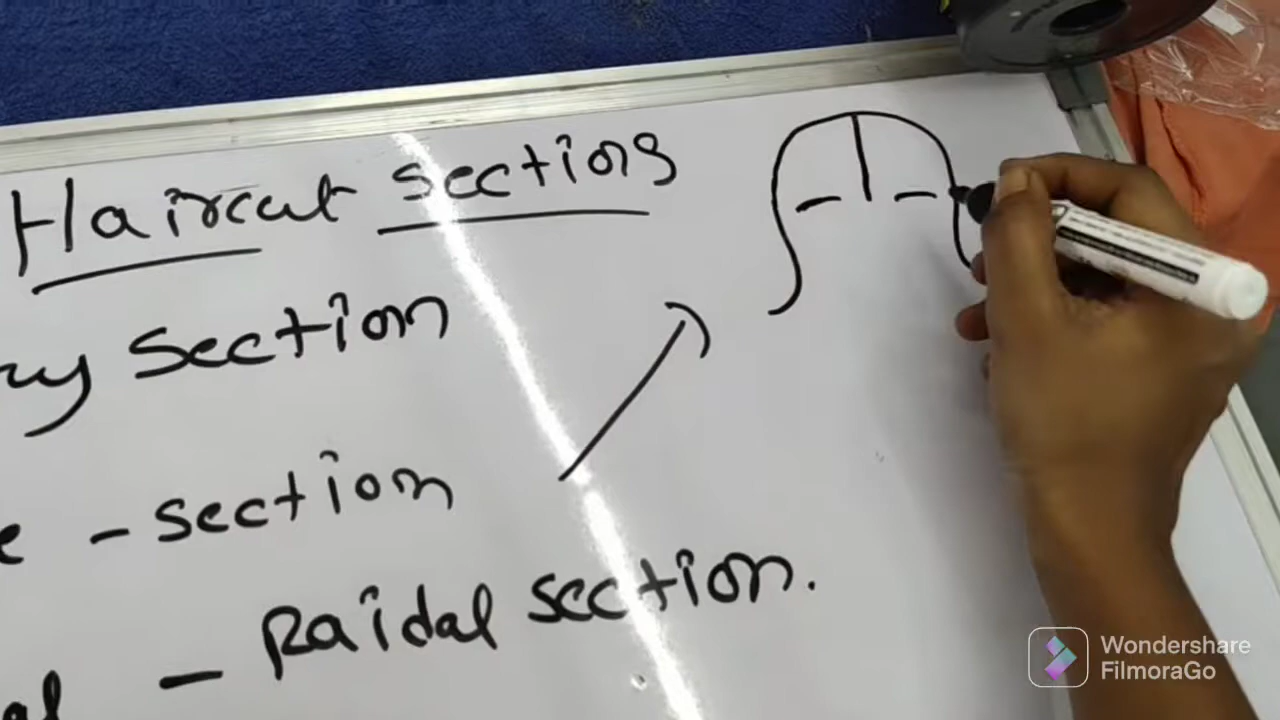 Haircut sections
section
- section
- Raidal section.
Wondershare
FilmoraGo